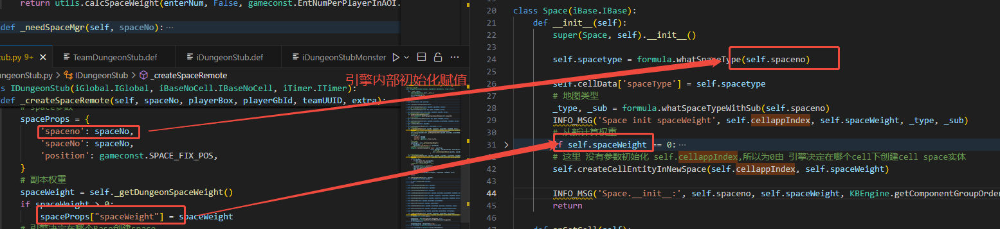 return utils.calcSpaceWeight(enterNum, False, gameconst.EntNumPerPlayerInAOI.
def _needSpaceMgr(self, spaceNo):…
tub.py 9+ ×
TeamDungeonStub.def
iDungeonStub.def
iDungeonStubMonster
ungeonStub.py > IDungeonStub > _createSpaceRemote
s IDungeonStub(iGlobal.IGlobal, iBaseNoCell.IBaseNoCell, iTimer.ITimer):
def _createSpaceRemote(self, spaceNo, playerBox, playerGbId, teamUUID, extra):
# space参数
spaceProps = {
'spaceno': spaceNo,
'spaceNo': spaceNo,
'position': gameconst.SPACE_FIX_POS,
}
# 副本权重
spaceWeight = self._getDungeonSpaceWeight()
if spaceWeight > 0:
spaceProps["spaceWeight"] = spaceWeight
# 引擎决定在哪个Base创建space
引擎内部初始化赋值
19
20 class Space(iBase.IBase):
21 def __init__(self):
22 super(Space, self).__init__()
23
24 self.spacetype = formula.whatSpaceType(self.spaceno)
26 self.cellData['spaceType'] = self.spacetype
27 # 地图类型
28 _type, _sub = formula.whatSpaceTypeWithSub(self.spaceno)
29 INFO_MSG('Space init spaceWeight', self.cellappIndex, self.spaceWeight, _type, _sub)
30 # 从新计算权重
31 if self.spaceWeight == 0:…
# 这里 没有参数初始化 self.cellappIndex,所以为0由 引擎决定在哪个cell下创建cell space实体
42 self.createCellEntityInNewSpace(self.cellappIndex, self.spaceWeight)
43
44 INFO_MSG('Space.__init__:', self.spaceno, self.spaceWeight, KBEngine.getComponentGroupOrder
45 return
46